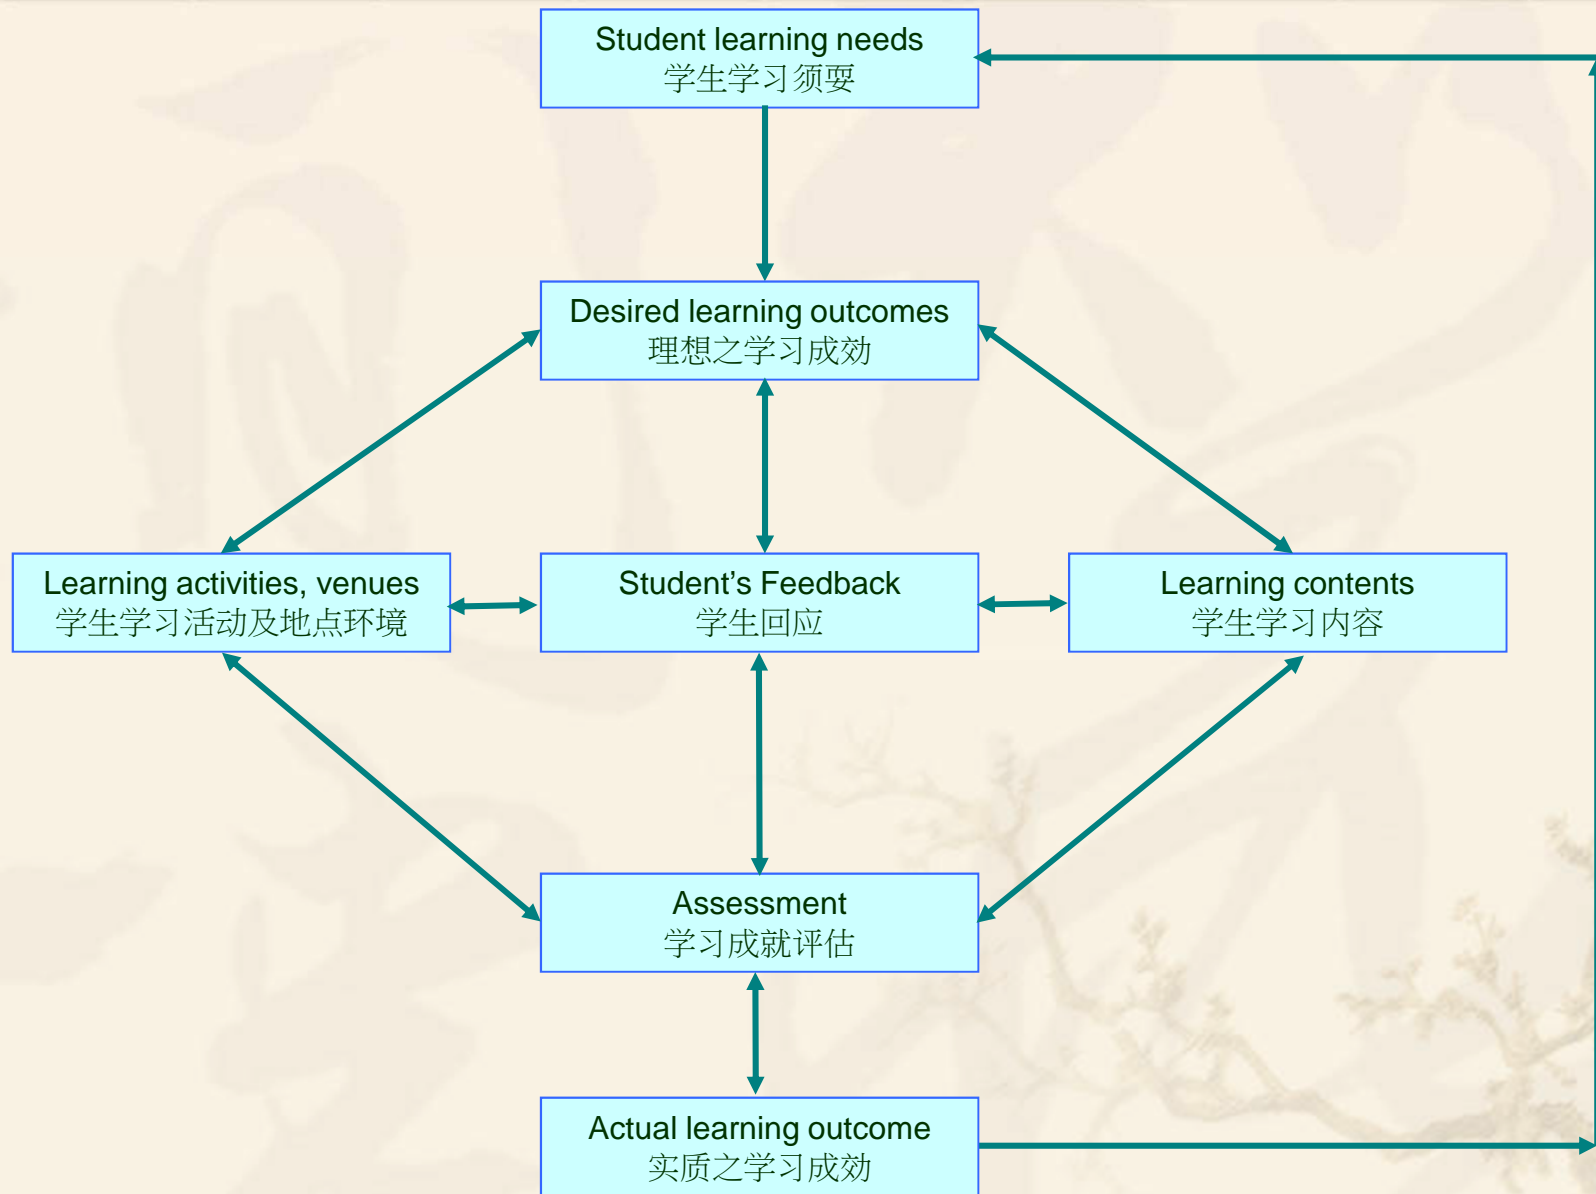 Student learning needs
学生学习须耍
Desired learning outcomes
理想之学习成効
Learning activities, venues
学生学习活动及地点环境
Student’s Feedback
学生回应
Learning contents
学生学习内容
Assessment
学习成就评估
Actual learning outcome
实质之学习成効